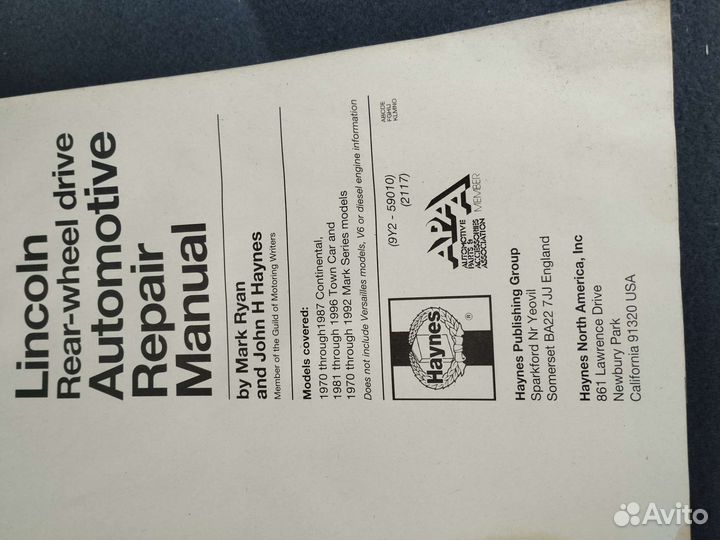 Lincoln
Rear-wheel drive
Automotive
Repair
Manual
by Mark Ryan
and John H Haynes
Member of the Guild of Motoring Writers
Models covered:
1970 through1987 Continental,
1981 through 1996 Town Car and
1970 through 1992 Mark Series models
Does not include Versailles models, V6 or diesel engine information
ABCDE
FGHIJ
KLMNO
(9Y2 - 59010)
(2117)
Haynes
®
APAA
AUTOMOTIVE
PARTS &
ACCESSORIES
ASSOCIATION
MEMBER
Haynes Publishing Group
Sparkford Nr Yeovil
Somerset BA22 7JJ England
Haynes North America, Inc
861 Lawrence Drive
Newbury Park
California 91320 USA
Avito